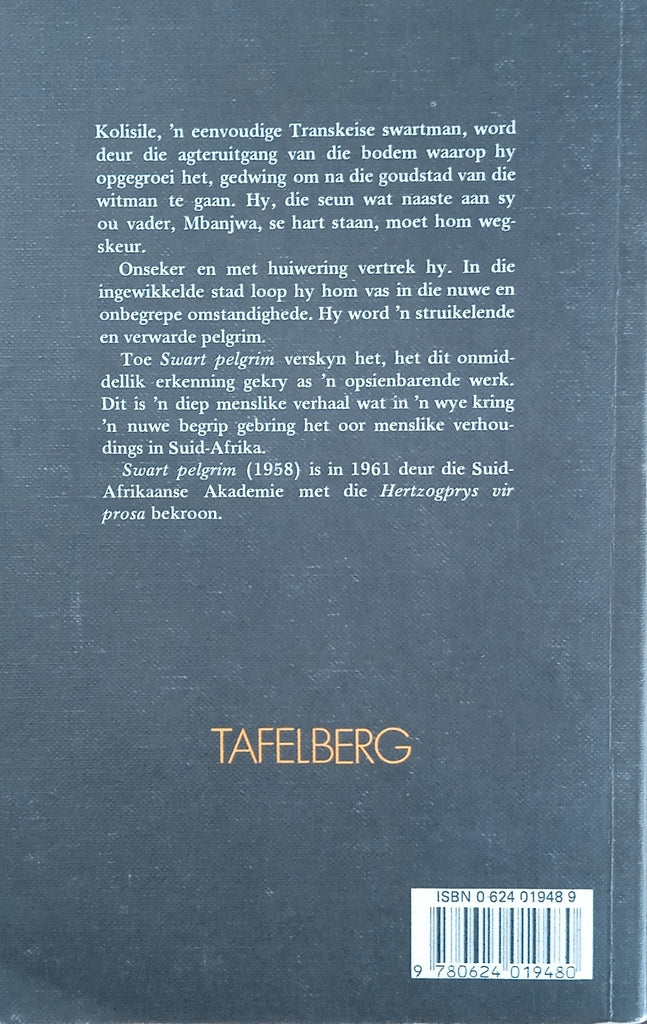 Kolisile, 'n eenvoudige Transkeise swartman, word
deur die agteruitgang van die bodem waarop hy
opgegroei het, gedwing om na die goudstad van die
witman te gaan. Hy, die seun wat naaste aan sy
ou vader, Mbanjwa, se hart staan, moet hom weg-
skeur.
Onseker en met huiwering vertrek hy. In die
ingewikkelde stad loop hy hom vas in die nuwe en
onbegrepe omstandighede. Hy word 'n struikelende
en verwarde pelgrim.
Toe Swart pelgrim verskyn het, het dit onmid-
dellik erkenning gekry as 'n opsienbarende werk.
Dit is 'n diep menslike verhaal wat in 'n wye kring
'n nuwe begrip gebring het oor menslike verhou-
dings in Suid-Afrika.
Swart pelgrim (1958) is in 1961 deur die Suid-
Afrikaanse Akademie met die Hertzogprys vir
prosa bekroon.
TAFELBERG
ISBN 0 624 01948 9
9 780624 019480